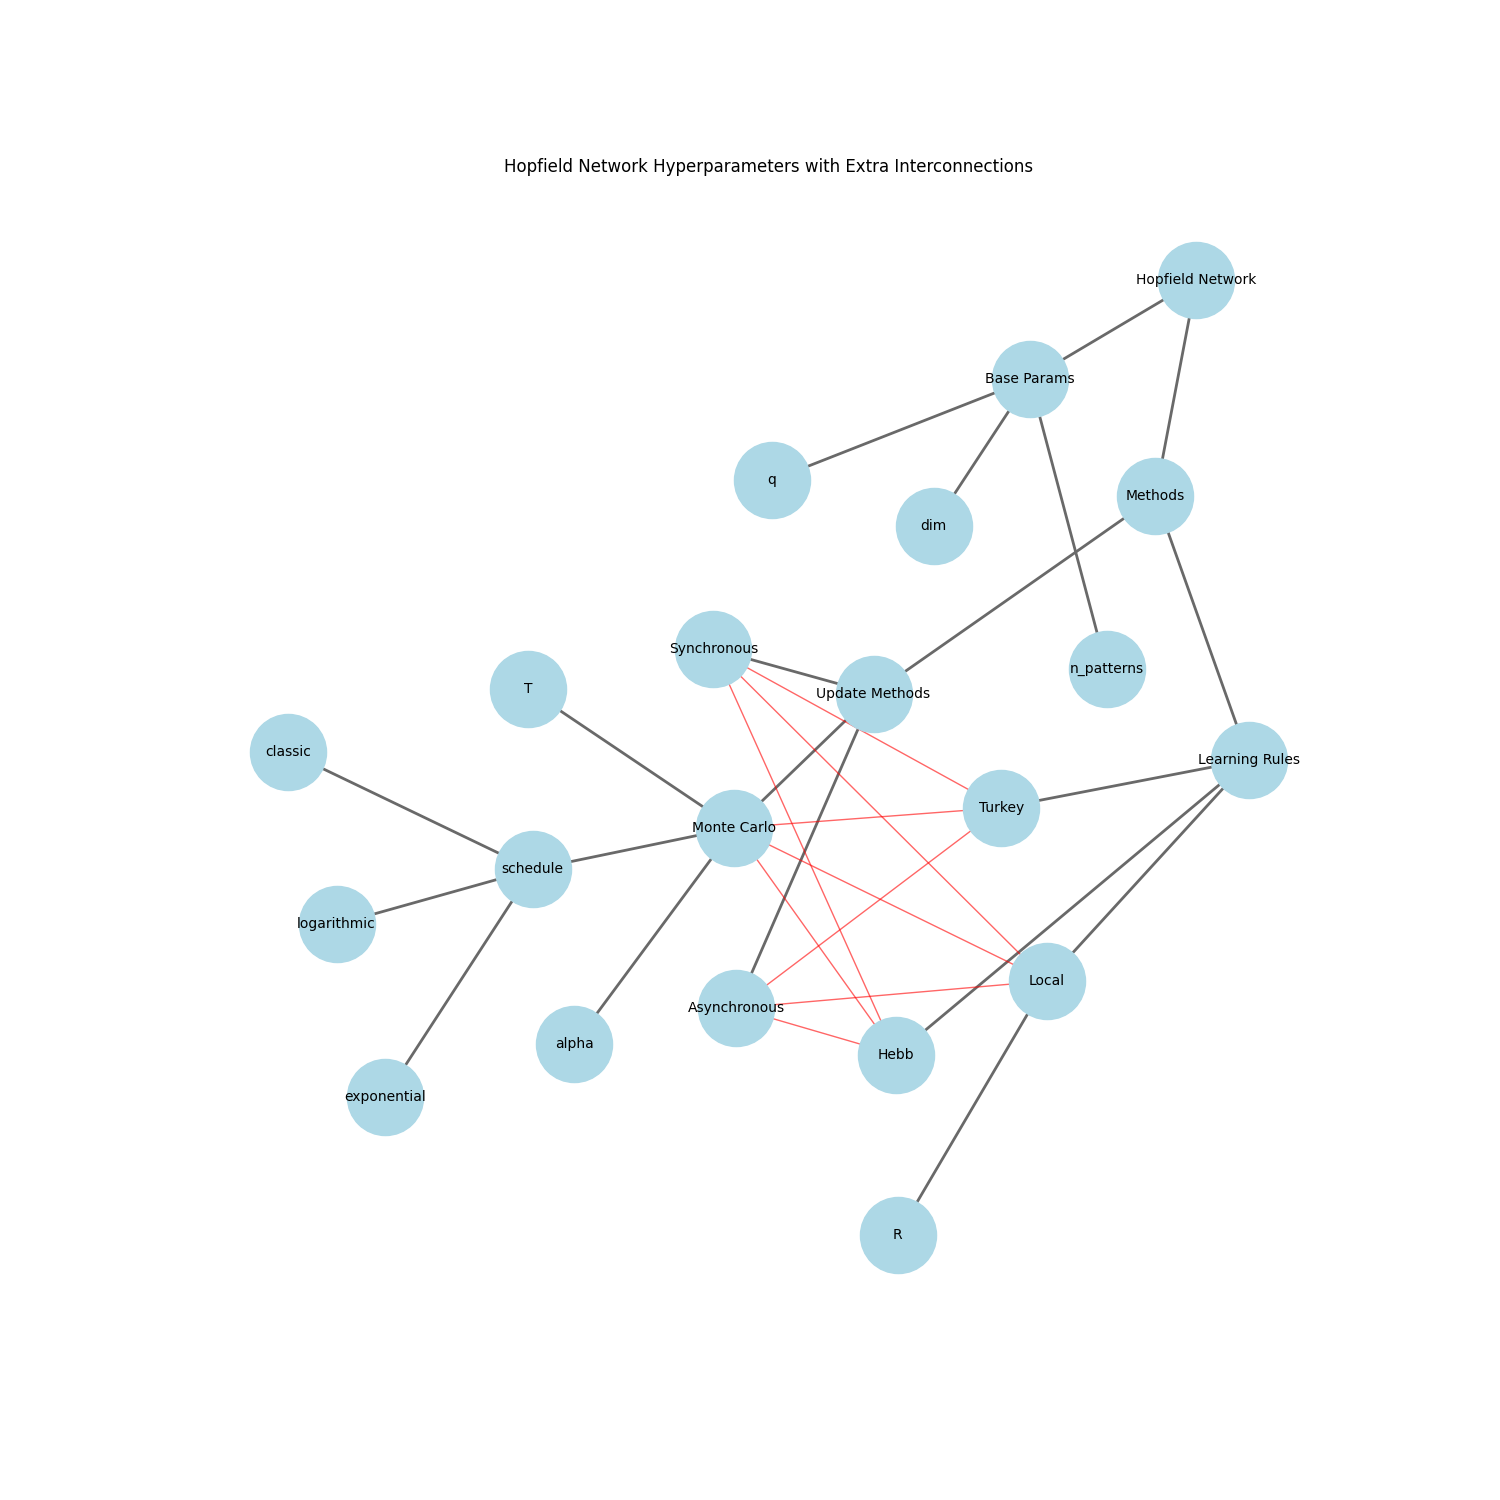 Hopfield Network Hyperparameters with Extra Interconnections
Hopfield Network
Base Params
q
Methods
dim
Synchronous
n_patterns
T
Update Methods
classic
Learning Rules
Turkey
Monte Carlo
schedule
logarithmic
Local
Asynchronous
alpha
Hebb
exponential
R